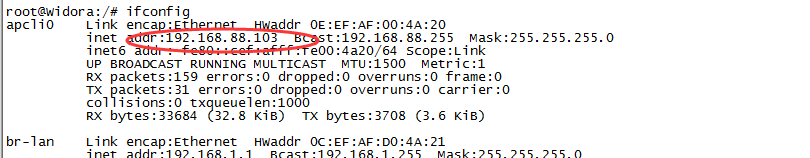 root@Widora:/# ifconfig
apcli0    Link encap:Ethernet  HWaddr 0E:EF:AF:00:4A:20
          inet addr:192.168.88.103  Bcast:192.168.88.255  Mask:255.255.255.0
          inet6 addr: fe80::cef:afff:fe00:4a20/64 Scope:Link
          UP BROADCAST RUNNING MULTICAST  MTU:1500  Metric:1
          RX packets:159 errors:0 dropped:0 overruns:0 frame:0
          TX packets:31 errors:0 dropped:0 overruns:0 carrier:0
          collisions:0 txqueuelen:1000
          RX bytes:33684 (32.8 KiB)  TX bytes:3708 (3.6 KiB)
br-lan    Link encap:Ethernet  HWaddr 0C:EF:AF:D0:4A:21
          inet addr:192.168.1.1  Bcast:192.168.1.255  Mask:255.255.255.0